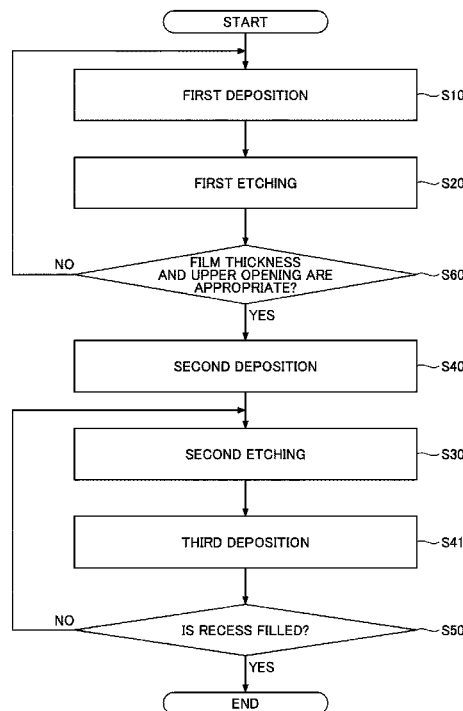 START
FIRST DEPOSITION
S10
FIRST ETCHING
S20
NO
FILM THICKNESS
AND UPPER OPENING ARE
APPROPRIATE?
S60
YES
SECOND DEPOSITION
S40
SECOND ETCHING
S30
THIRD DEPOSITION
S41
NO
IS RECESS FILLED?
S50
YES
END